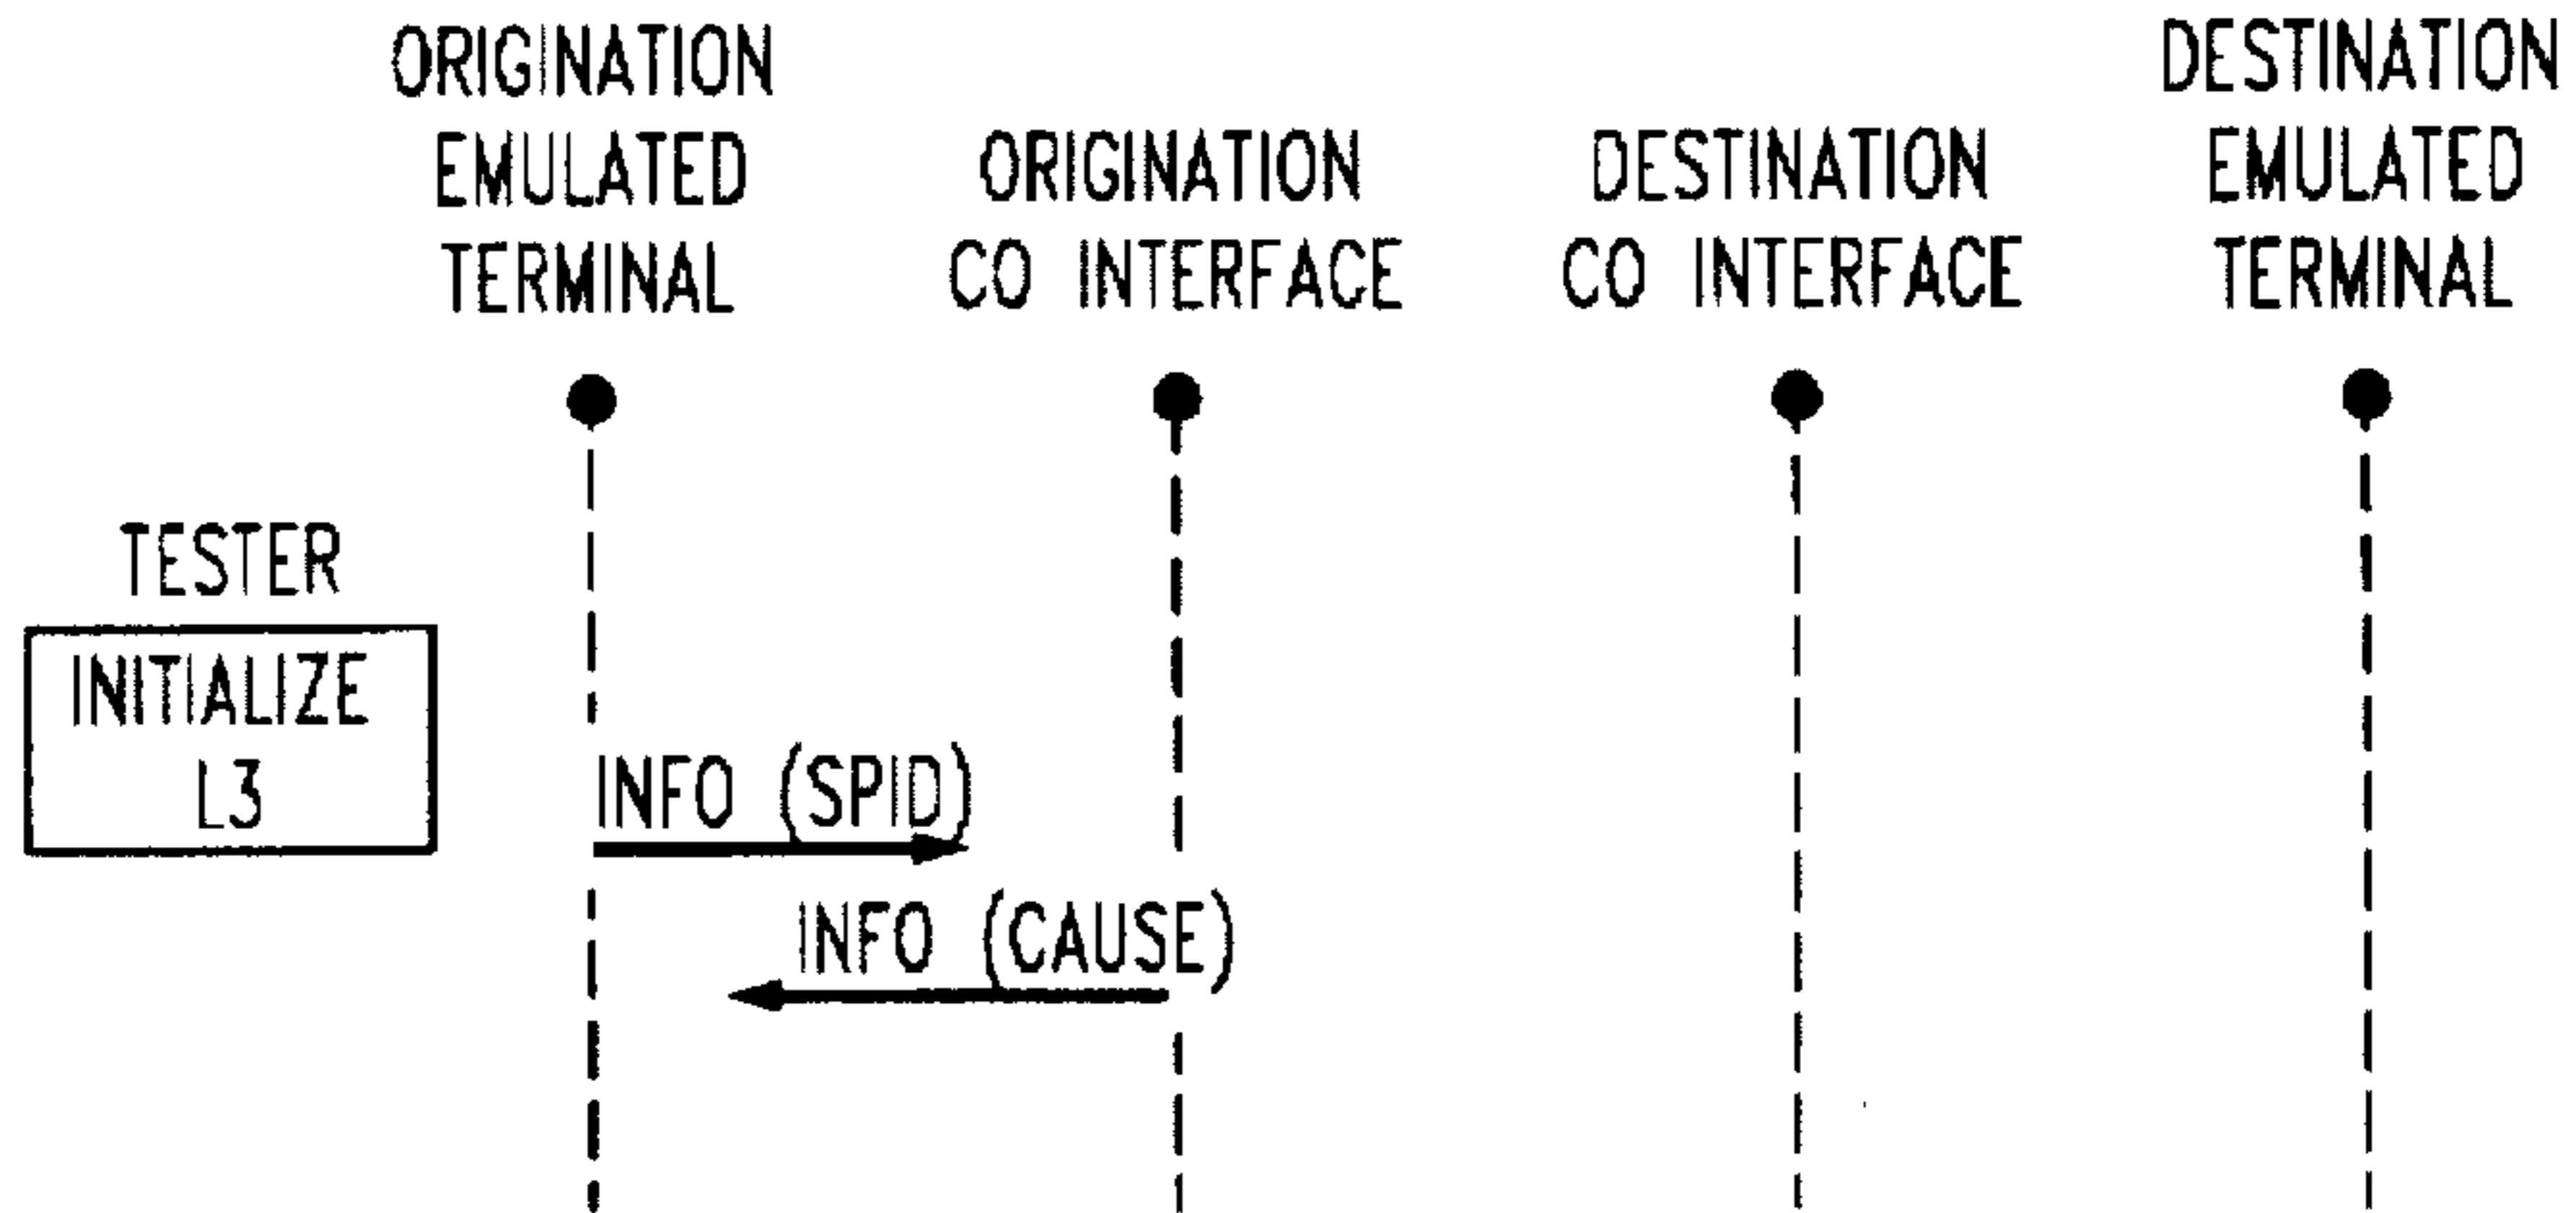 ORIGINATION
EMULATED
TERMINAL
ORIGINATION
CO INTERFACE
DESTINATION
CO INTERFACE
DESTINATION
EMULATED
TERMINAL
TESTER
INITIALIZE
L3
INFO (SPID)
INFO (CAUSE)